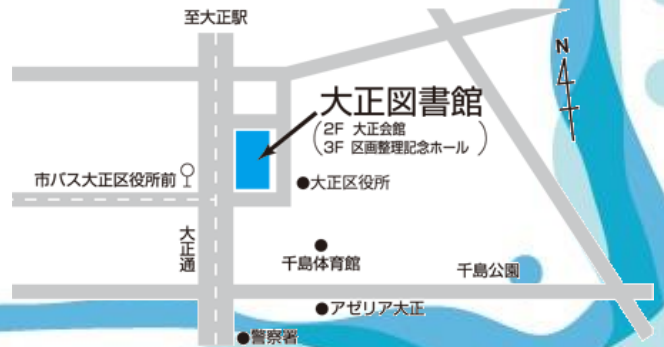 至大正駅
N
大正図書館
(2F 大正会館
3F 区画整理記念ホール)
市バス大正区役所前
●大正区役所
大正通
千島体育館
千島公園
●アゼリア大正
●警察署